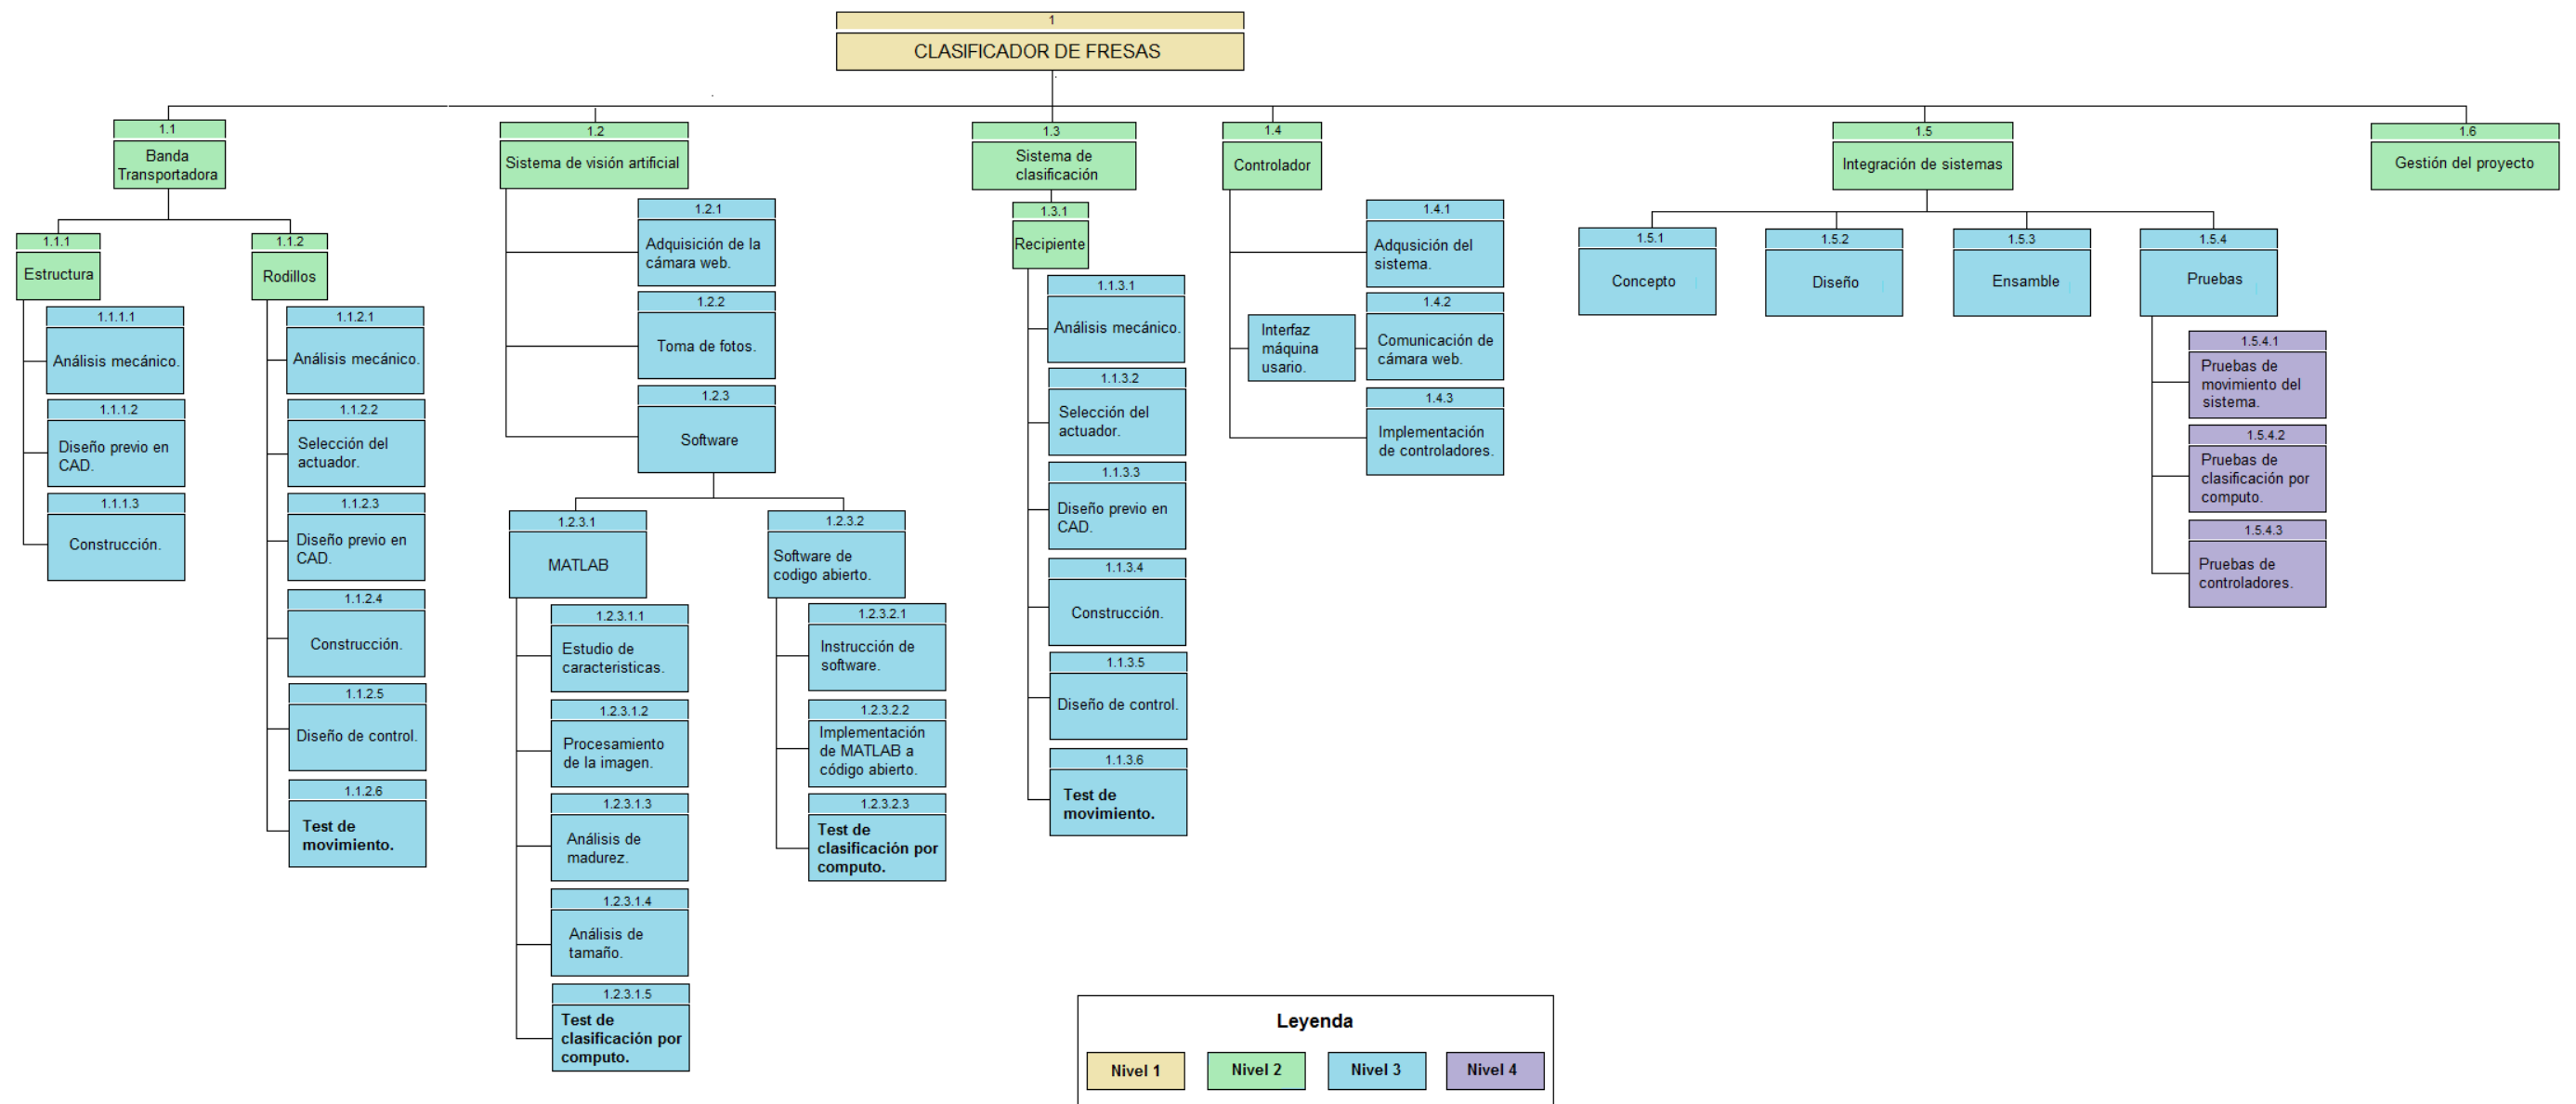 1
CLASIFICADOR DE FRESAS
1.1
Banda
Transportadora
1.1.1
Estructura
1.1.1.1
Análisis mecánico.
1.1.1.2
Diseño previo en
CAD.
1.1.1.3
Construcción.
1.1.2
Rodillos
1.1.2.1
Análisis mecánico.
1.1.2.2
Selección del
actuador.
1.1.2.3
Diseño previo en
CAD.
1.1.2.4
Construcción.
1.1.2.5
Diseño de control.
1.1.2.6
Test de
movimiento.
1.2
Sistema de visión artificial
1.2.1
Adquisición de la
cámara web.
1.2.2
Toma de fotos.
1.2.3
Software
1.2.3.1
MATLAB
1.2.3.1.1
Estudio de
caracteristicas.
1.2.3.1.2
Procesamiento
de la imagen.
1.2.3.1.3
Análisis de
madurez.
1.2.3.1.4
Análisis de
tamaño.
1.2.3.1.5
Test de
clasificación por
computo.
1.2.3.2
Software de
codigo abierto.
1.2.3.2.1
Instrucción de
software.
1.2.3.2.2
Implementación
de MATLAB a
código abierto.
1.2.3.2.3
Test de
clasificación por
computo.
1.3
Sistema de
clasificación
1.3.1
Recipiente
1.1.3.1
Análisis mecánico.
1.1.3.2
Selección del
actuador.
1.1.3.3
Diseño previo en
CAD.
1.1.3.4
Construcción.
1.1.3.5
Diseño de control.
1.1.3.6
Test de
movimiento.
1.4
Controlador
1.4.1
Adqusición del
sistema.
Interfaz
máquina
usario.
1.4.2
Comunicación de
cámara web.
1.4.3
Implementación
de controladores.
1.5
Integración de sistemas
1.5.1
Concepto
1.5.2
Diseño
1.5.3
Ensamble
1.5.4
Pruebas
1.5.4.1
Pruebas de
movimiento del
sistema.
1.5.4.2
Pruebas de
clasificación por
computo.
1.5.4.3
Pruebas de
controladores.
1.6
Gestión del proyecto
Leyenda
Nivel 1
Nivel 2
Nivel 3
Nivel 4